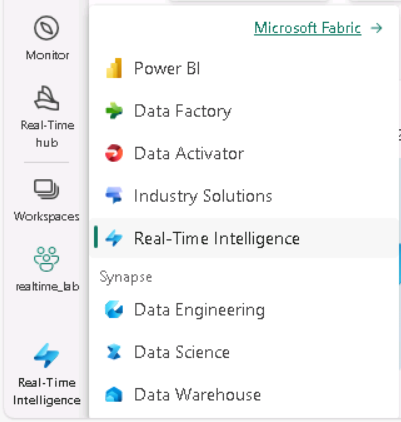 Monitor
Real-Time
hub
Workspaces
realtime_lab
Real-Time
Intelligence
Microsoft Fabric
Power BI
Data Factory
Data Activator
Industry Solutions
Real-Time Intelligence
Synapse
Data Engineering
Data Science
Data Warehouse